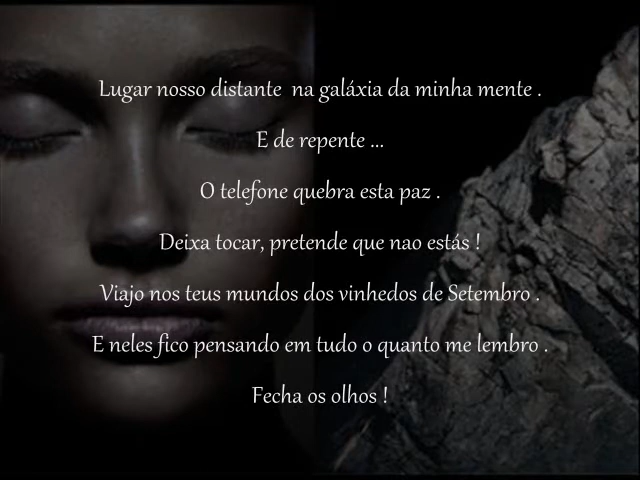 Lugar nosso distante  na galáxia da minha mente .
E de repente ...
O telefone quebra esta paz .
Deixa tocar, pretende que nao estás !
Viajo nos teus mundos dos vinhedos de Setembro .
E neles fico pensando em tudo o quanto me lembro .
Fecha os olhos !